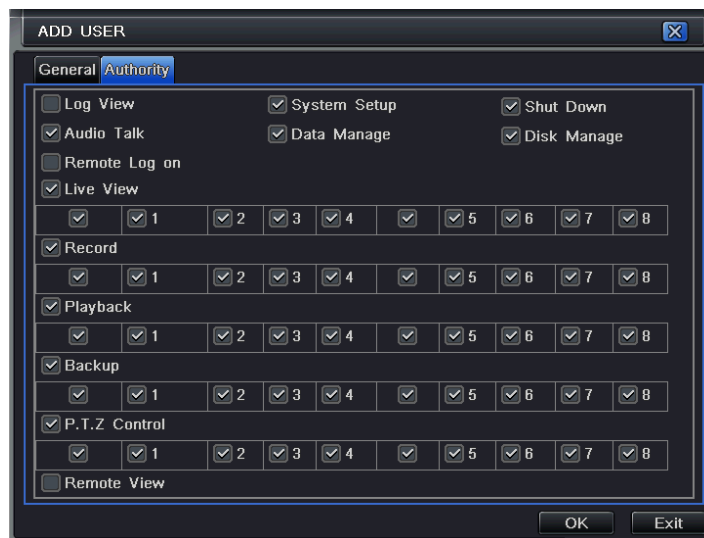 ADD USER
General Authority
Log View System Setup Shut Down
Audio Talk Data Manage Disk Manage
Remote Log on
Live View
1 2 3 4 5 6 7 8
Record
1 2 3 4 5 6 7 8
Playback
1 2 3 4 5 6 7 8
Backup
1 2 3 4 5 6 7 8
P.T.Z Control
1 2 3 4 5 6 7 8
Remote View
OK Exit